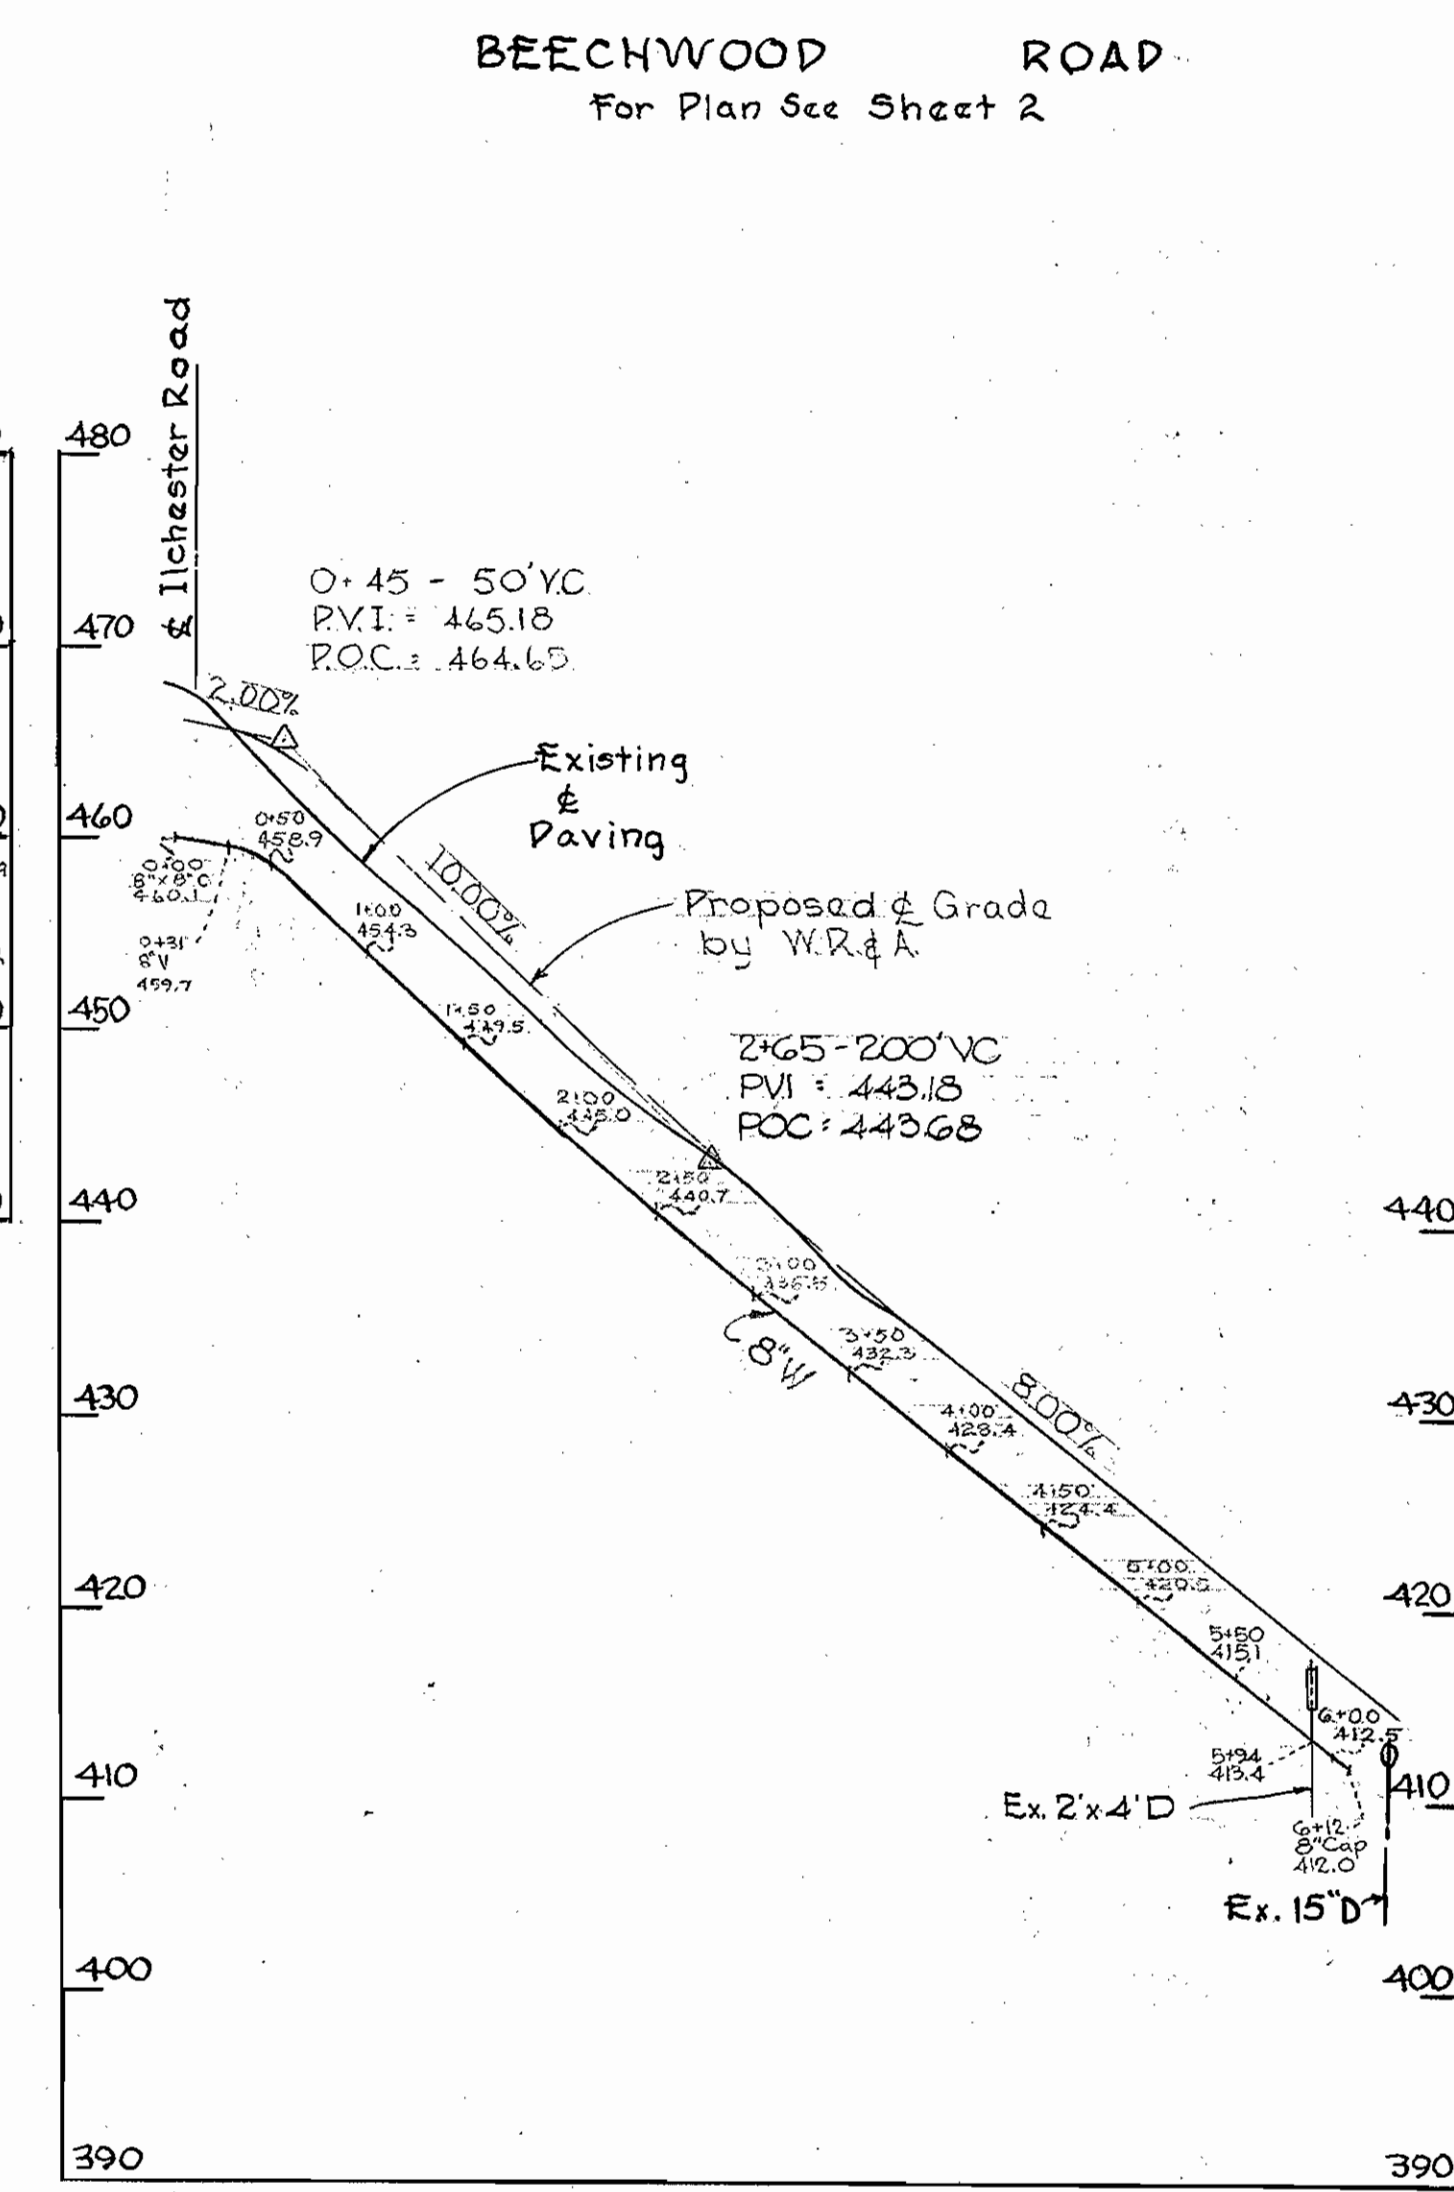 BEECHWOOD ROAD
For Plan See Sheet 2
℄ Ilchester Road
480
470
460
450
440
430
420
410
400
390
0+45 - 50' V.C.
P.V.I. = 465.18
P.O.C. = 464.65
2.00%
Existing
℄
Paving
10.00%
Proposed ℄ Grade
by W.R.& A.
0+00
8"x8"C
460.1
0+31
8"V
459.7
0+50
458.9
1+00
454.3
1+50
449.5
2+00
445.0
2+65-200' VC
PVI = 443.18
POC = 443.68
2+50
440.7
3+00
8"W
3+50
432.3
8.00%
4+00
428.4
4+50
424.4
5+00
5+50
415.1
6+00
412.5
5+94
413.4
Ex. 2'x4' D
6+12
8"Cap
412.0
Ex. 15"D
440
430
420
410
400
390